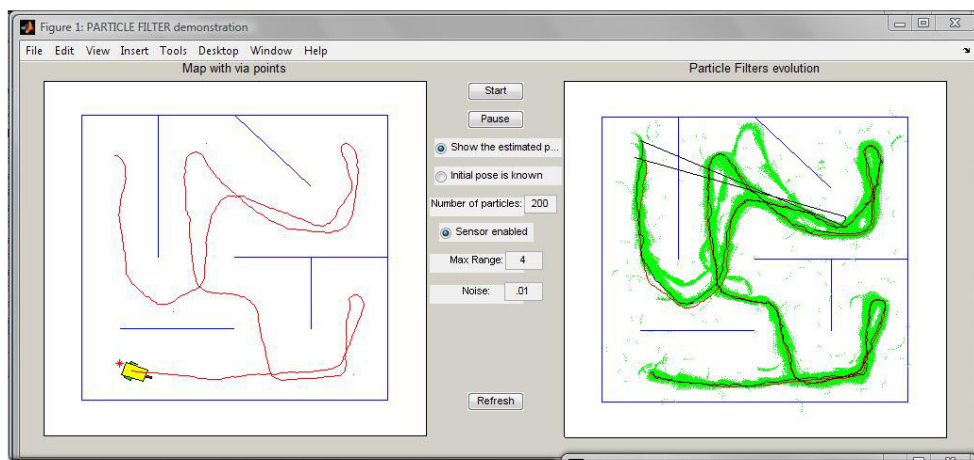 Figure 1: PARTICLE FILTER demonstration
File Edit View Insert Tools Desktop Window Help
Map with via points
Start
Pause
Show the estimated p...
Initial pose is known
Number of particles: 200
Sensor enabled
Max Range: 4
Noise: .01
Refresh
Particle Filters evolution